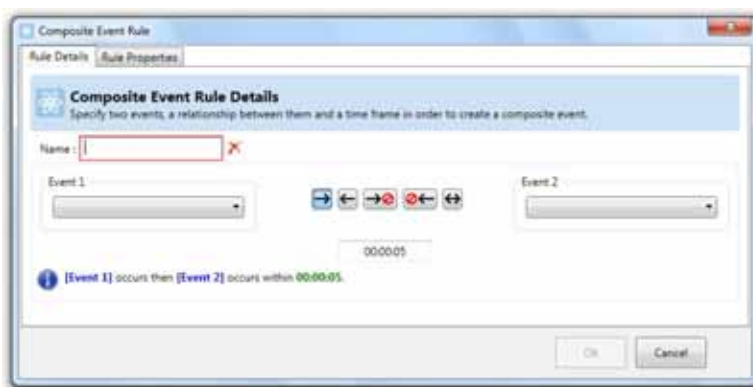 Composite Event Rule
Rule Details Rule Properties
Composite Event Rule Details
Specify two events, a relationship between them and a time frame in order to create a composite event.
Name :
Event 1 Event 2
00:00:05
[Event 1] occurs then [Event 2] occurs within 00:00:05.
OK Cancel